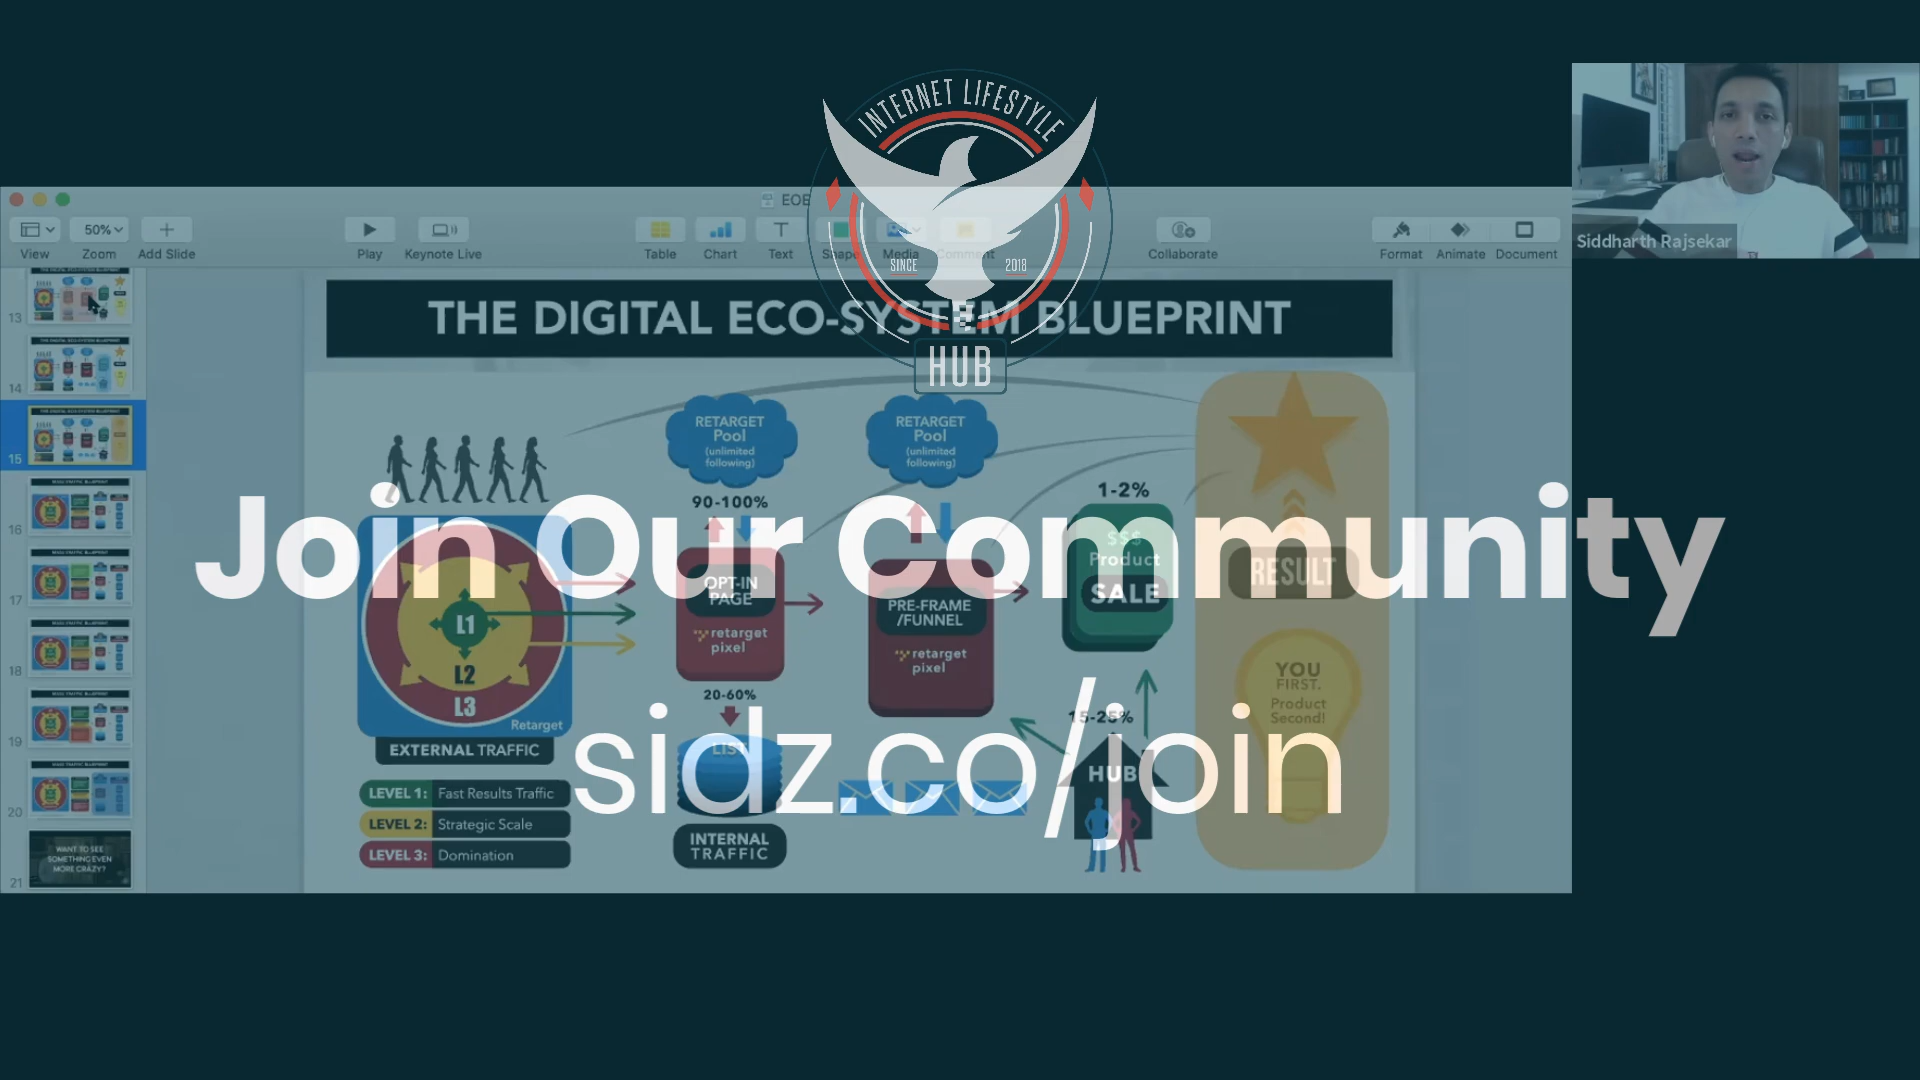 INTERNET LIFESTYLE
SINCE 2018
HUB
Join Our Community
sidz.co/join
Siddharth Rajsekar
EOE
50%
View
Zoom
Add Slide
Play
Keynote Live
Table
Chart
Text
Shape
Media
Comment
Collaborate
Format
Animate
Document
13
14
15
16
17
18
19
20
21
WANT TO SEE
SOMETHING EVEN
MORE CRAZY?
THE DIGITAL ECO-SYSTEM BLUEPRINT
RETARGET
Pool
(unlimited
following)
90-100%
RETARGET
Pool
(unlimited
following)
1-2%
$$$
Product
SALE
OPT-IN
PAGE
retarget
pixel
20-60%
PRE-FRAME
/FUNNEL
retarget
pixel
L1
L2
L3
Retarget
EXTERNAL TRAFFIC
LEVEL 1: Fast Results Traffic
LEVEL 2: Strategic Scale
LEVEL 3: Domination
LIST
INTERNAL
TRAFFIC
15-25%
HUB
RESULT
YOU
FIRST.
Product
Second!